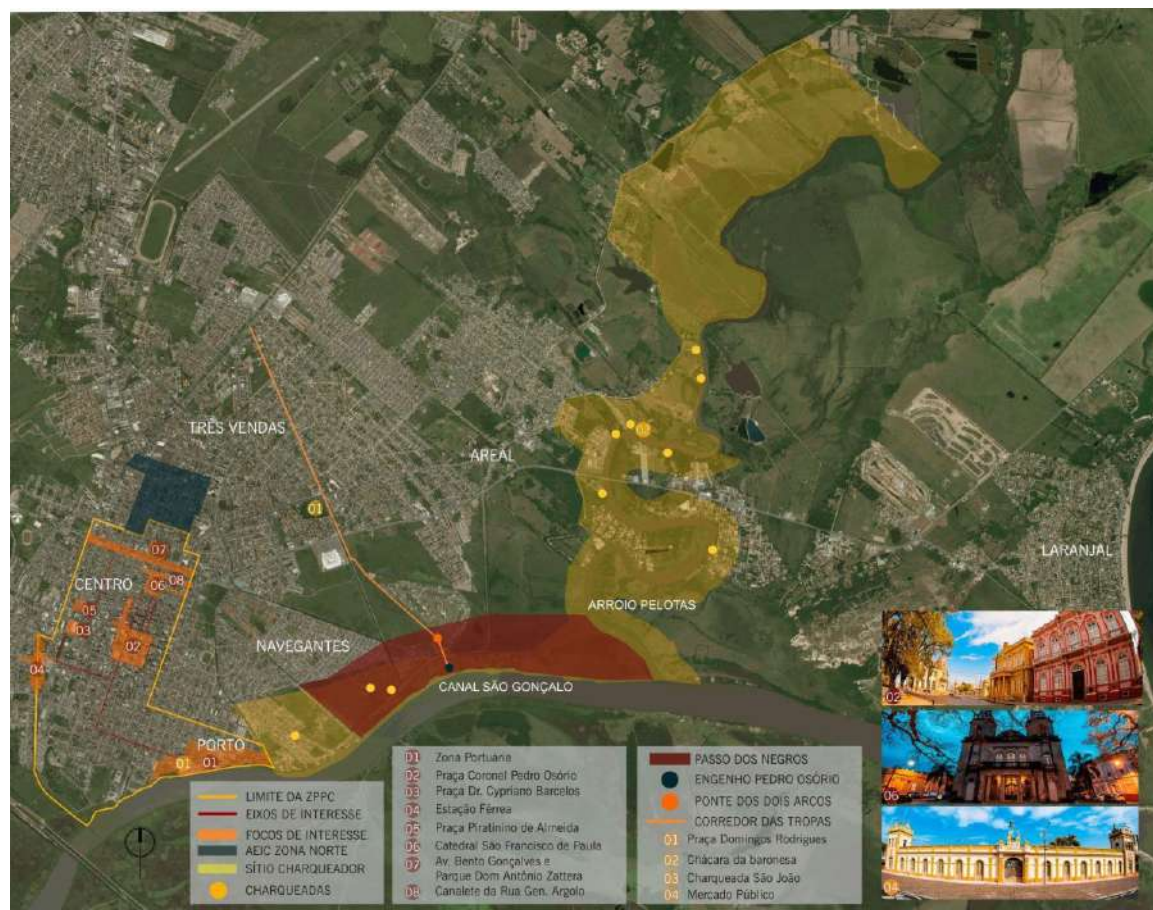 TRÊS VENDAS
AREAL
01
LARANJAL
CENTRO
07
06
08
05
03
02
04
ARROIO PELOTAS
NAVEGANTES
CANAL SÃO GONÇALO
PORTO
01
01
LIMITE DA ZPPC
EIXOS DE INTERESSE
FOCOS DE INTERESSE
AEIC ZONA NORTE
SÍTIO CHARQUEADOR
CHARQUEADAS
01 Zona Portuária
02 Praça Coronel Pedro Osório
03 Praça Dr. Cypriano Barcelos
04 Estação Férrea
05 Praça Piratinino de Almeida
06 Catedral São Francisco de Paula
07 Av. Bento Gonçalves e
Parque Dom Antônio Zattera
08 Canalete da Rua Gen. Argolo
PASSO DOS NEGROS
ENGENHO PEDRO OSÓRIO
PONTE DOS DOIS ARCOS
CORREDOR DAS TROPAS
01 Praça Domingos Rodrigues
02 Chácara da baronesa
03 Charqueada São João
04 Mercado Público
02
06
04